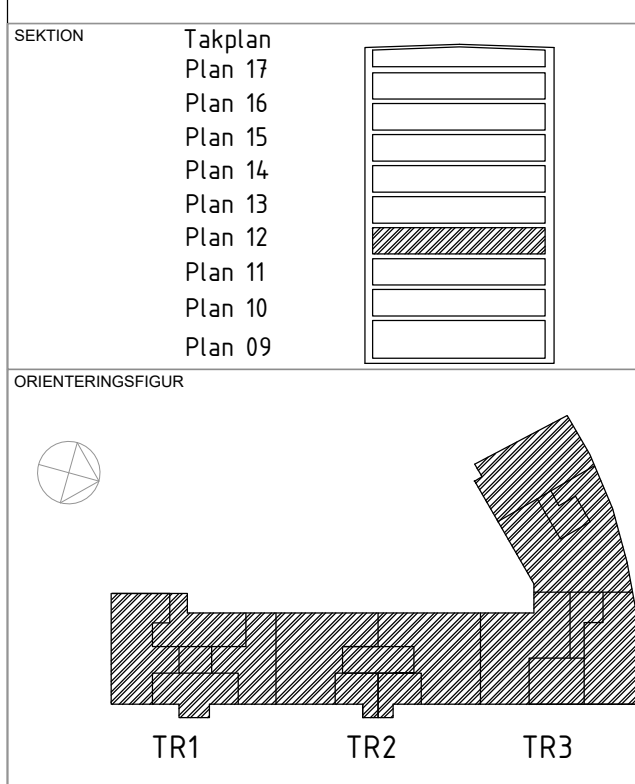 SEKTION
Takplan
Plan 17
Plan 16
Plan 15
Plan 14
Plan 13
Plan 12
Plan 11
Plan 10
Plan 09
ORIENTERINGSFIGUR
TR1 TR2 TR3